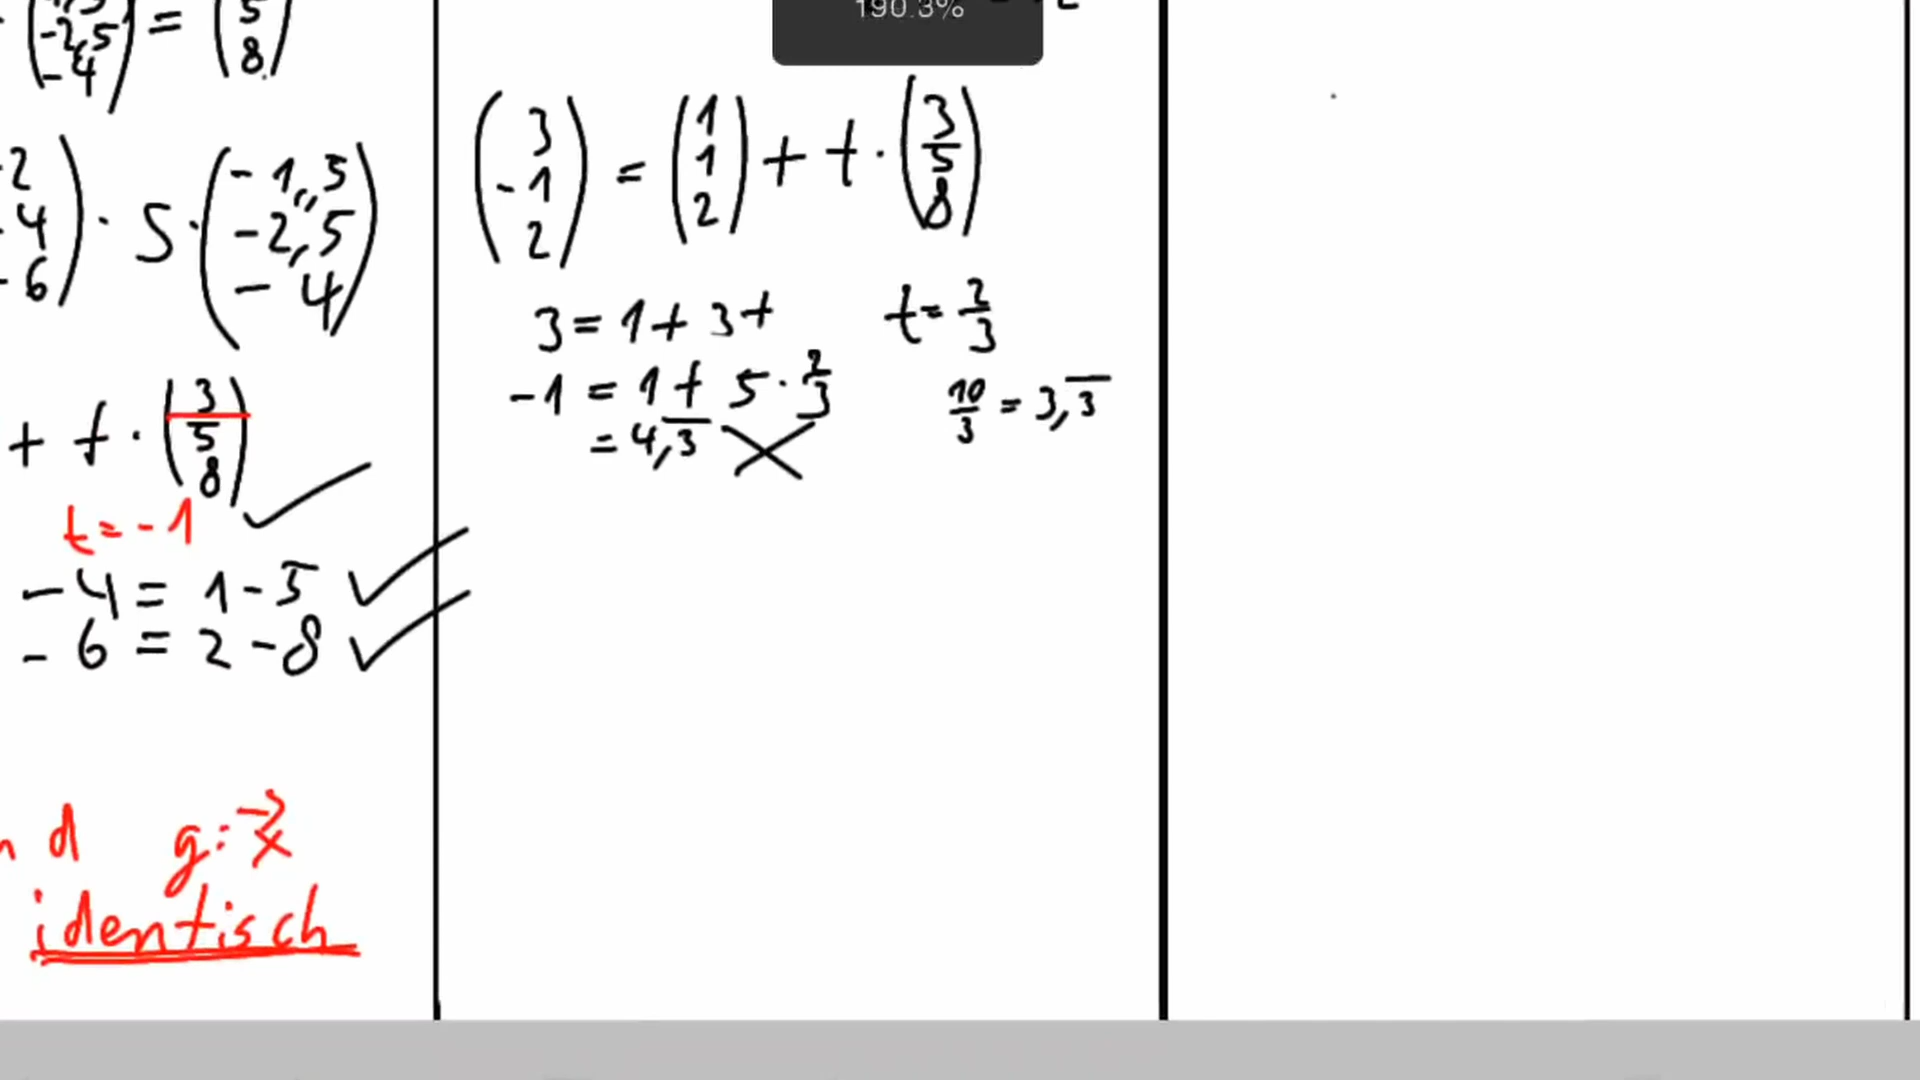 -2,5
-4
=
5
8
2
4
6
· 5 ·
-1,5
-2,5
-4
+ t ·
3
5
8
t = -1 ✓
-4 = 1 - 5 ✓
-6 = 2 - 8 ✓
d g: x⃗
identisch
190.3%
3
-1
2
=
1
1
2
+ t ·
3
5
8
3 = 1 + 3t t = 2/3
-1 = 1 + 5 · 2/3 10/3 = 3,3̅
= 4,3̅